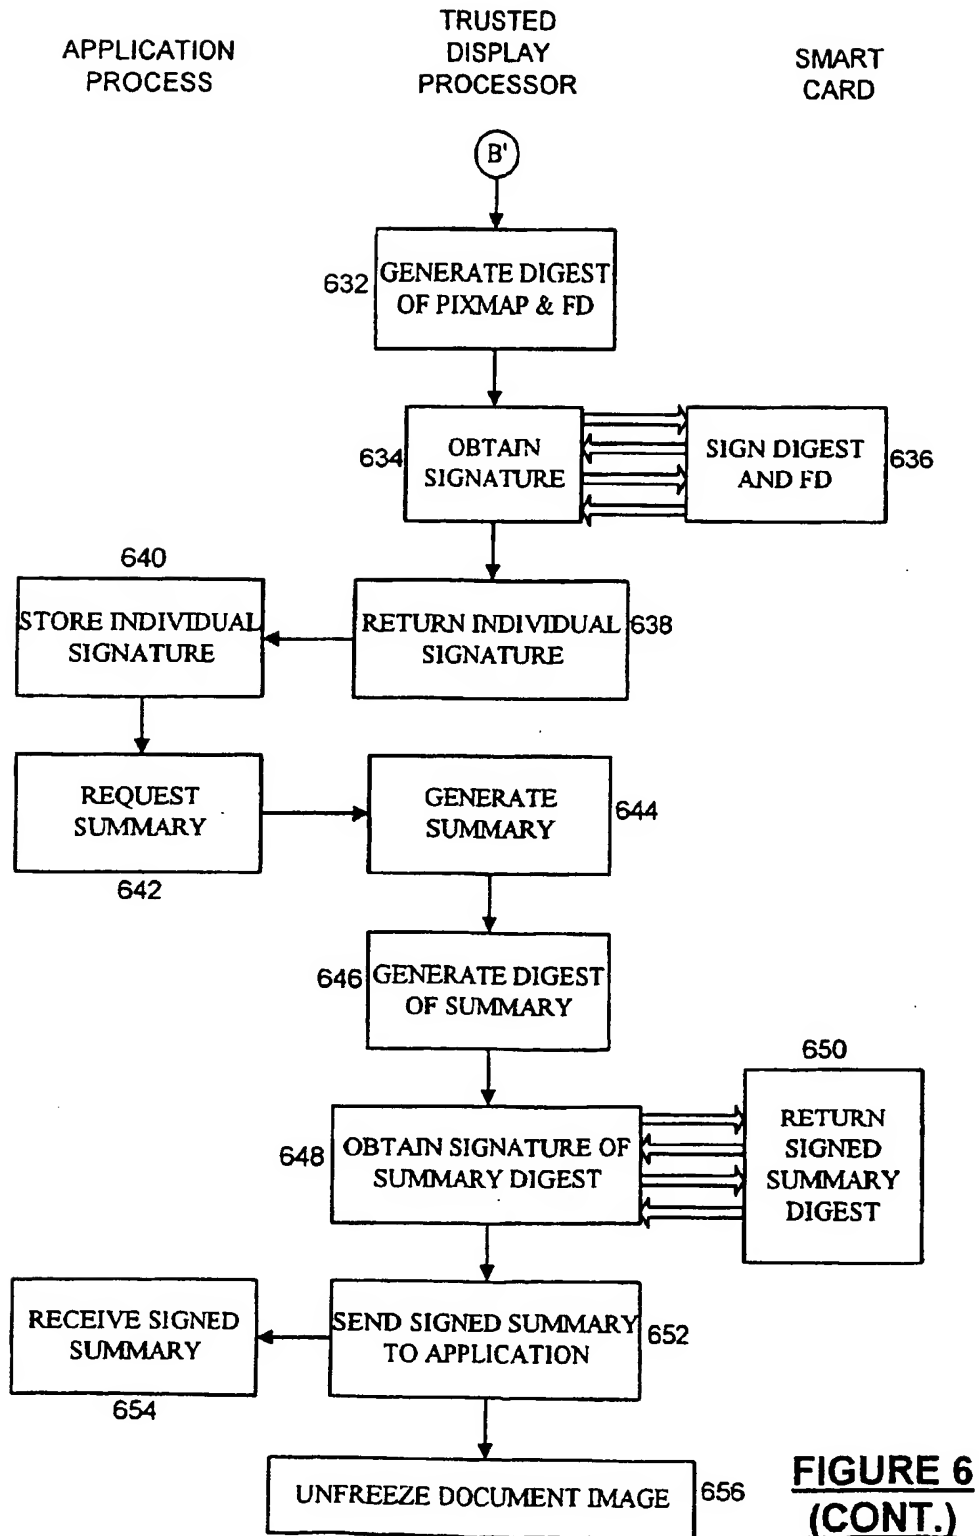 APPLICATION
PROCESS
TRUSTED
DISPLAY
PROCESSOR
SMART
CARD
B'
632
GENERATE DIGEST
OF PIXMAP & FD
634
OBTAIN
SIGNATURE
SIGN DIGEST
AND FD
636
640
STORE INDIVIDUAL
SIGNATURE
RETURN INDIVIDUAL
SIGNATURE
638
REQUEST
SUMMARY
642
GENERATE
SUMMARY
644
646
GENERATE DIGEST
OF SUMMARY
648
OBTAIN SIGNATURE OF
SUMMARY DIGEST
650
RETURN
SIGNED
SUMMARY
DIGEST
RECEIVE SIGNED
SUMMARY
654
SEND SIGNED SUMMARY
TO APPLICATION
652
UNFREEZE DOCUMENT IMAGE
656
FIGURE 6
(CONT.)